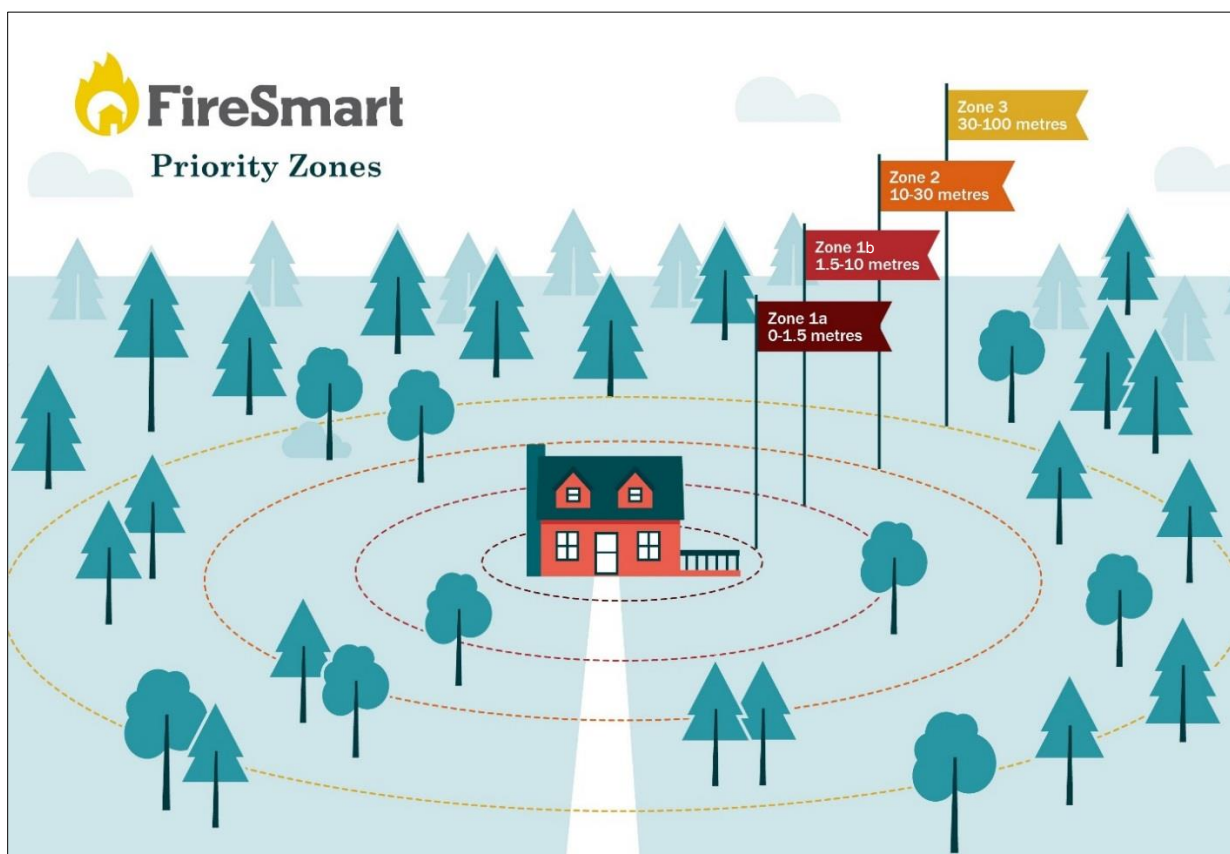 FireSmart
Priority Zones
Zone 3
30-100 metres
Zone 2
10-30 metres
Zone 1b
1.5-10 metres
Zone 1a
0-1.5 metres